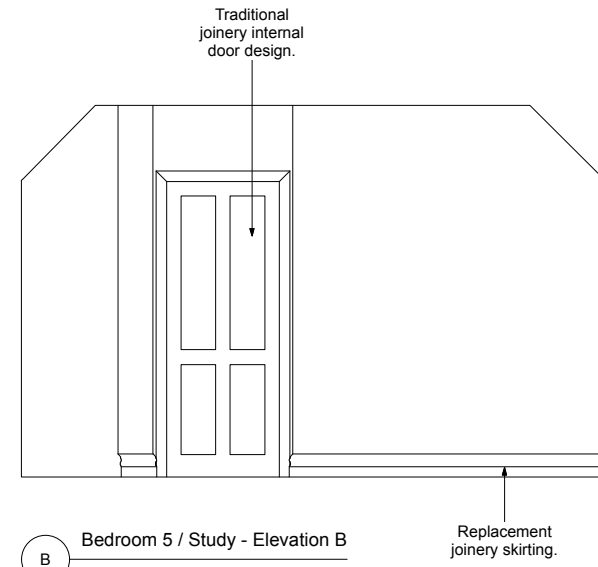 Traditional
joinery internal
door design.
Bedroom 5 / Study - Elevation B
B
Replacement
joinery skirting.